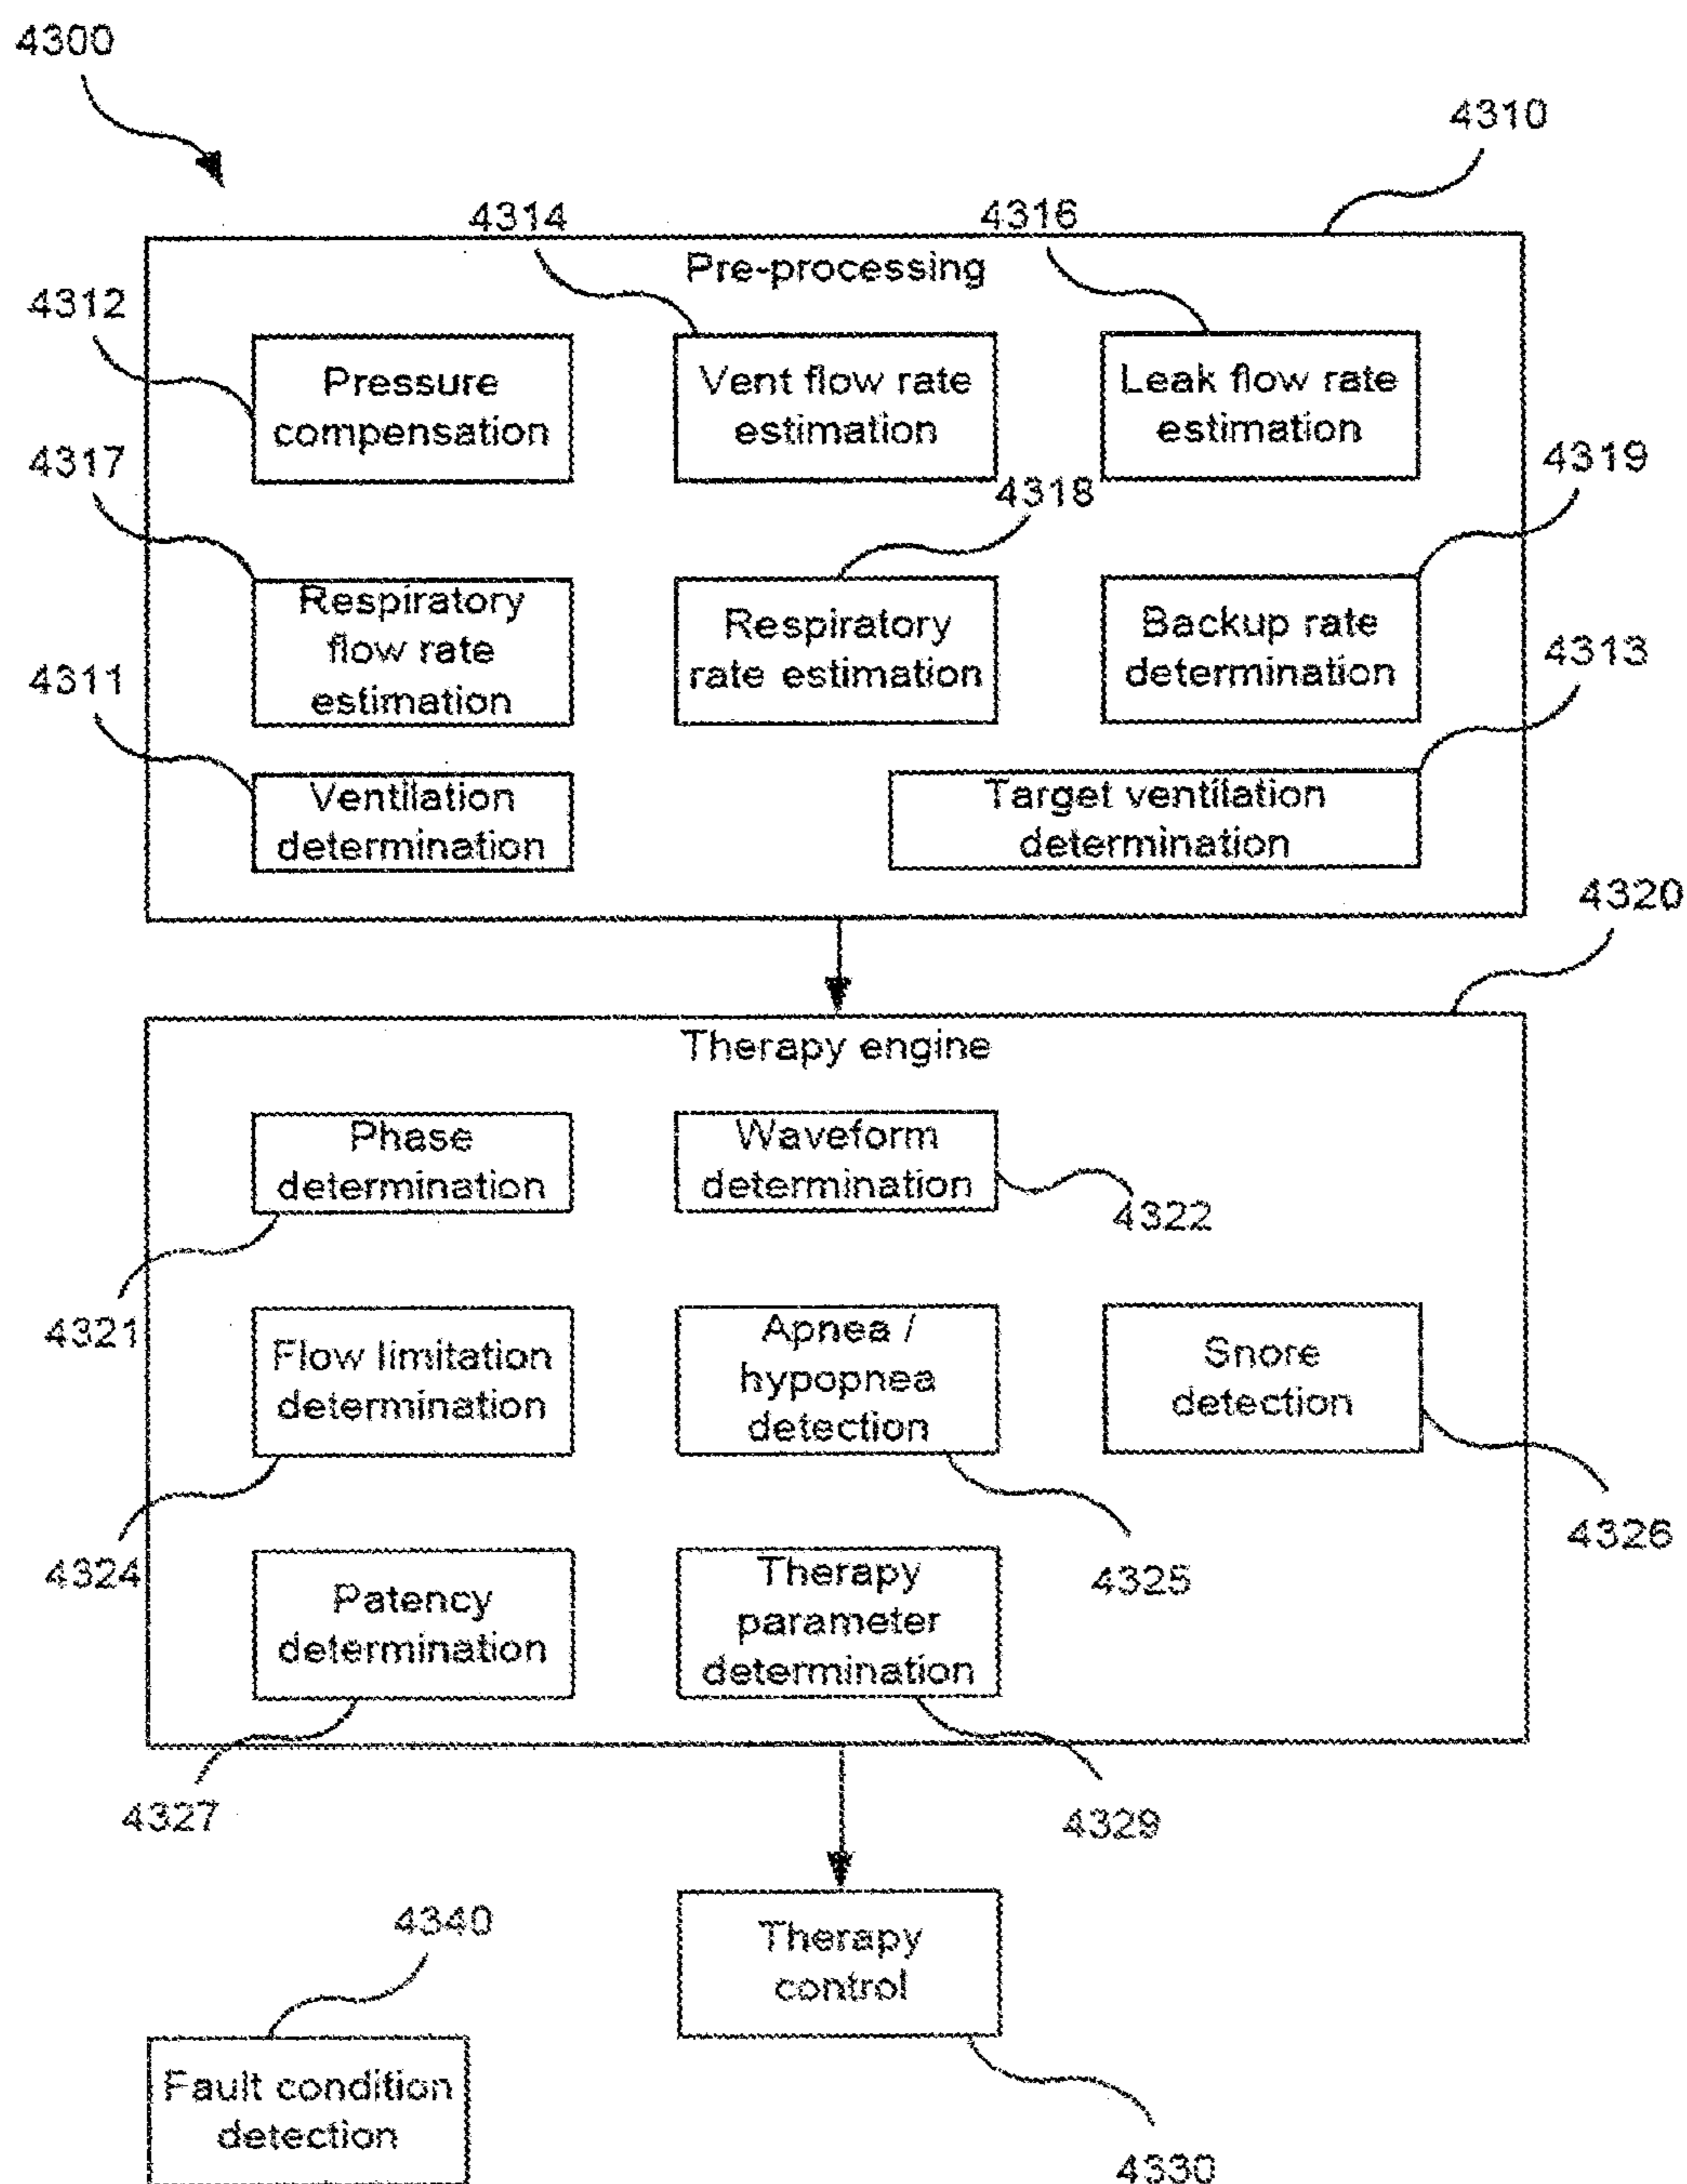 4300
4310
4314
4316
Pre-processing
4312
Pressure
compensation
Vent flow rate
estimation
Leak flow rate
estimation
4317
4318
4319
Respiratory
flow rate
estimation
Respiratory
rate estimation
Backup rate
determination
4311
4313
Ventilation
determination
Target ventilation
determination
4320
Therapy engine
Phase
determination
Waveform
determination
4322
4321
Flow limitation
determination
Apnea /
hypopnea
detection
Snore
detection
4324
4325
4326
Patency
determination
Therapy
parameter
determination
4327
4329
4340
Therapy
control
Fault condition
detection
4330